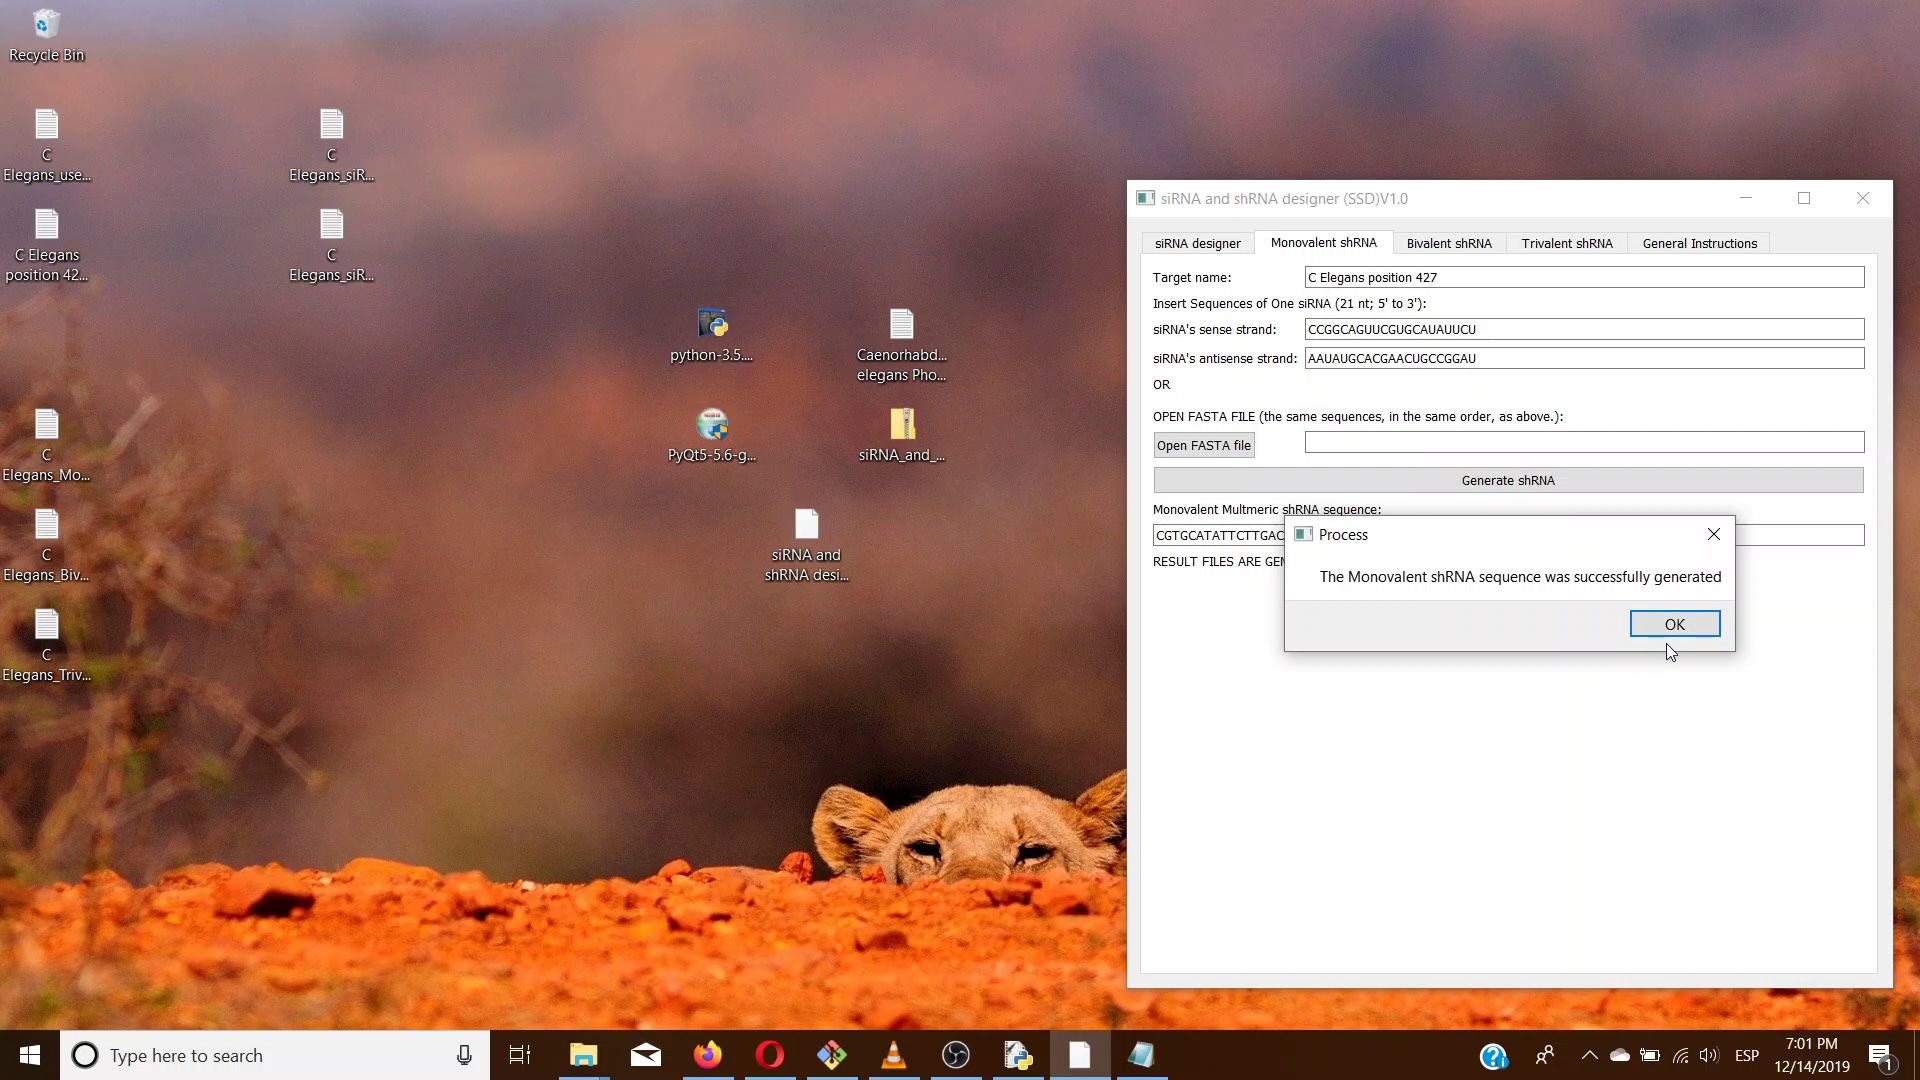 Recycle Bin
C
Elegans_use...
C
Elegans_siR...
C Elegans
position 42...
C
Elegans_siR...
python-3.5....
Caenorhabd...
elegans Pho...
C
Elegans_Mo...
PyQt5-5.6-g...
siRNA_and_...
C
Elegans_Biv...
siRNA and
shRNA desi...
C
Elegans_Triv...
siRNA and shRNA designer (SSD)V1.0
siRNA designer
Monovalent shRNA
Bivalent shRNA
Trivalent shRNA
General Instructions
Target name:
C Elegans position 427
Insert Sequences of One siRNA (21 nt; 5' to 3'):
siRNA's sense strand:
CCGGCAGUUCGUGCAUAUUCU
siRNA's antisense strand:
AAUAUGCACGAACUGCCGGAU
OR
OPEN FASTA FILE (the same sequences, in the same order, as above.):
Open FASTA file
Generate shRNA
Monovalent Multmeric shRNA sequence:
CGTGCATATTCTTGAC
RESULT FILES ARE GEN
Process
The Monovalent shRNA sequence was successfully generated
OK
Type here to search
ESP
7:01 PM
12/14/2019
1